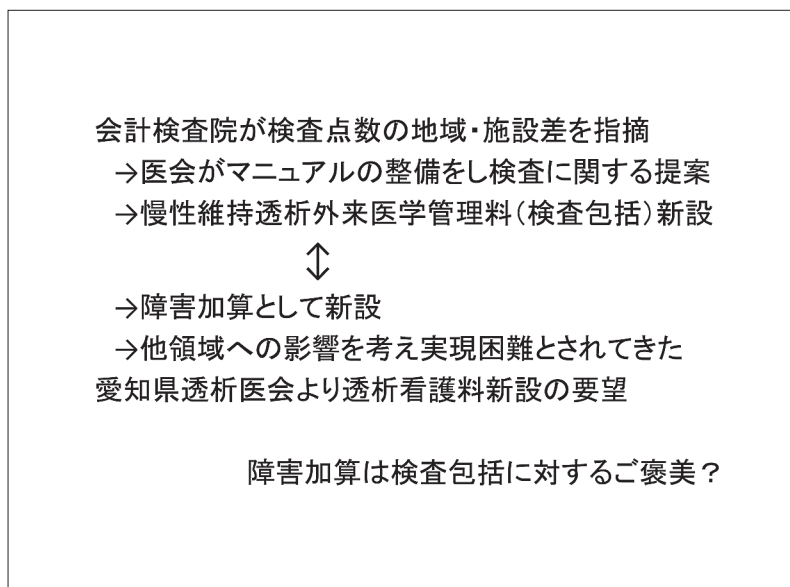 会計検査院が検査点数の地域・施設差を指摘
→医会がマニュアルの整備をし検査に関する提案
→慢性維持透析外来医学管理料(検査包括)新設
↕
→障害加算として新設
→他領域への影響を考え実現困難とされてきた
愛知県透析医会より透析看護料新設の要望
障害加算は検査包括に対するご褒美?